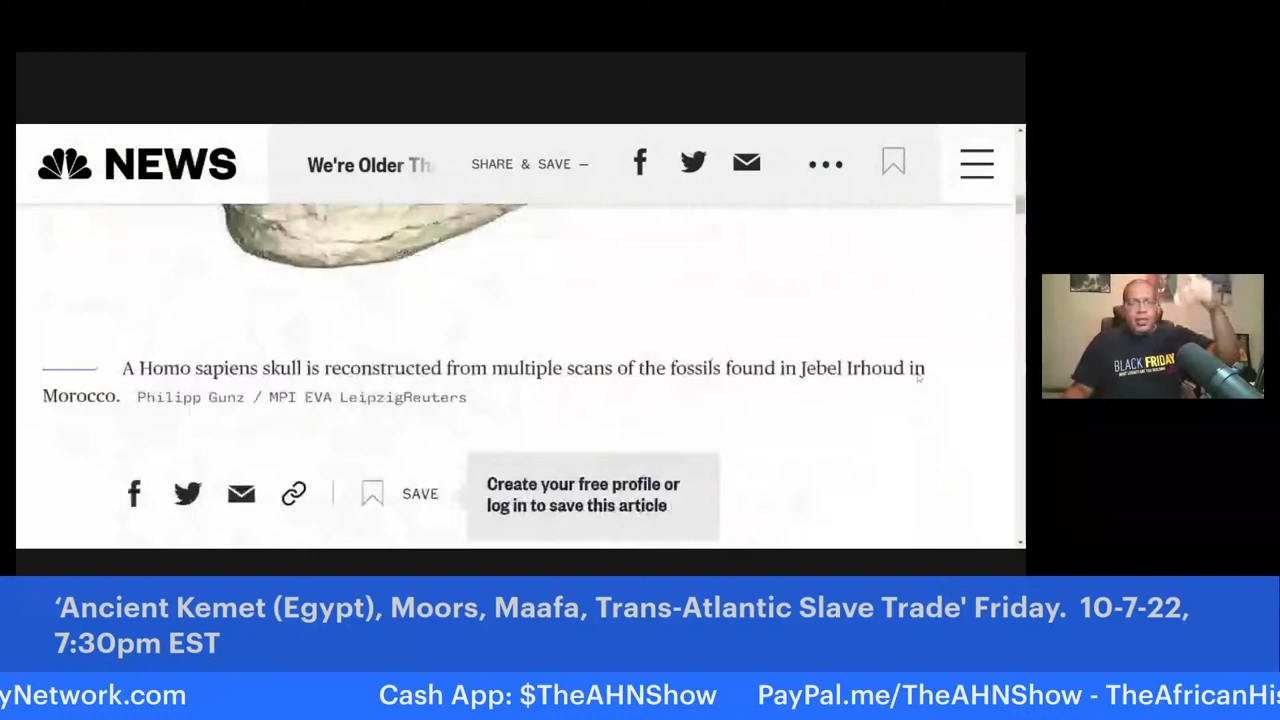 NEWS
We're Older Th
SHARE & SAVE —
A Homo sapiens skull is reconstructed from multiple scans of the fossils found in Jebel Irhoud in
Morocco. Philipp Gunz / MPI EVA LeipzigReuters
SAVE
Create your free profile or
log in to save this article
BLACK FRIDAY
‘Ancient Kemet (Egypt), Moors, Maafa, Trans-Atlantic Slave Trade' Friday. 10-7-22,
7:30pm EST
yNetwork.com
Cash App: $TheAHNShow
PayPal.me/TheAHNShow - TheAfricanHis